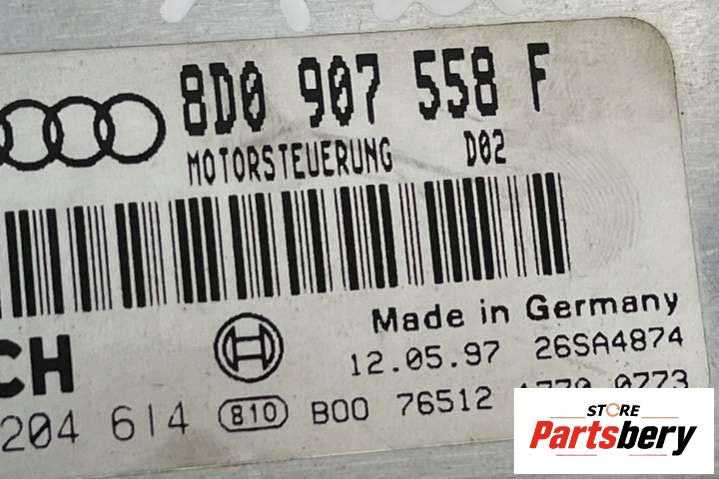 8D0 907 558 F
MOTORSTEUERUNG D02
Made in Germany
12.05.97 26SA4874
CH
204 614 810 B00 76512 0773
STORE
Partsbery